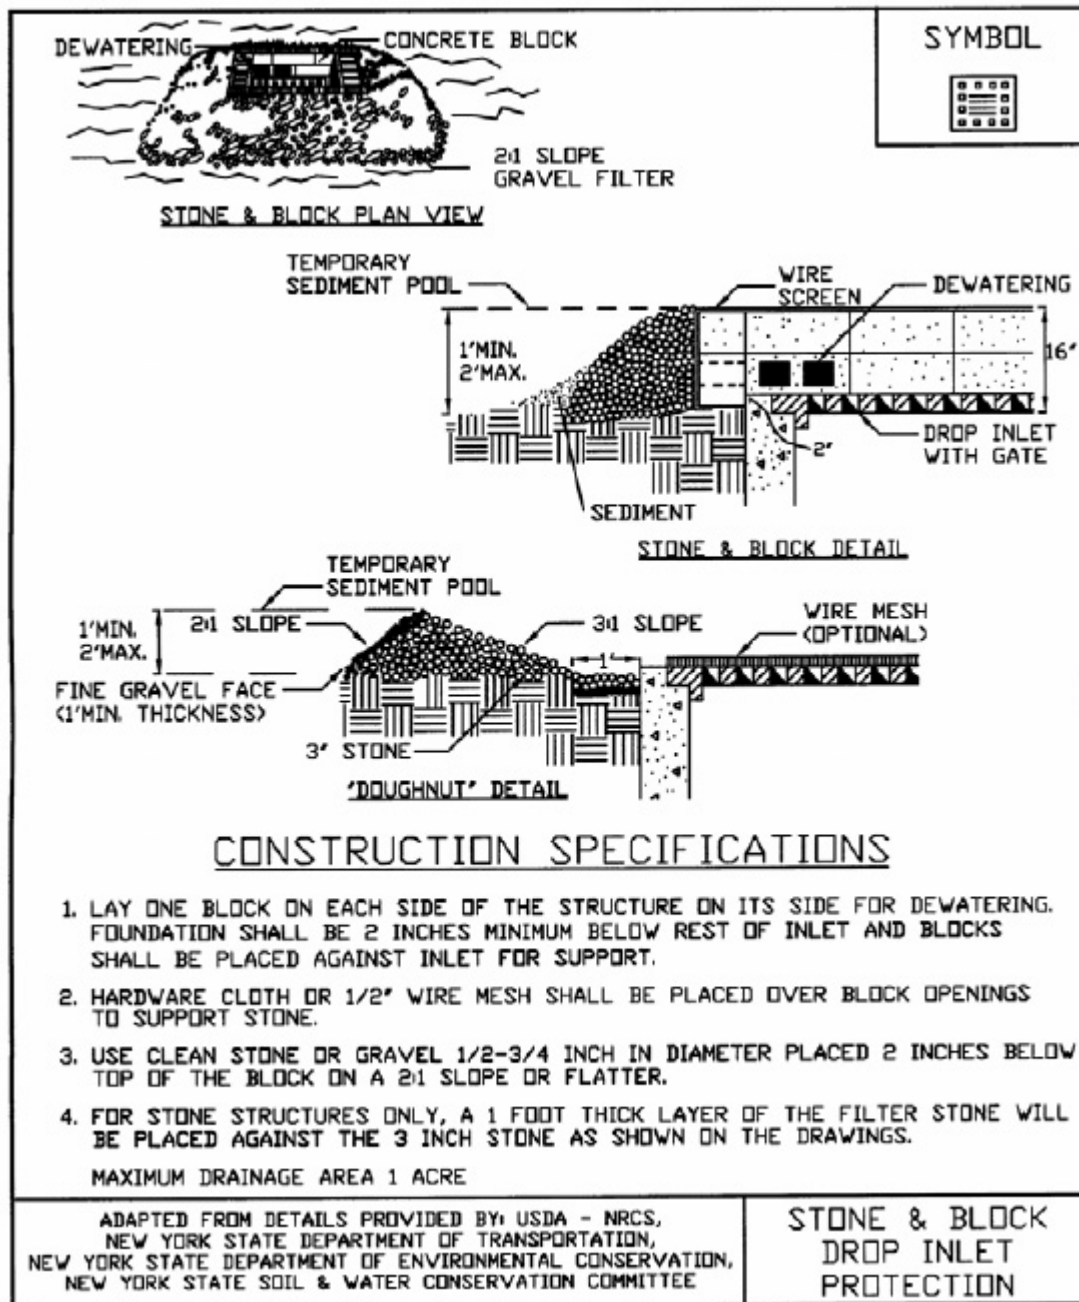 DEWATERING
CONCRETE BLOCK
SYMBOL
2:1 SLOPE
GRAVEL FILTER
STONE & BLOCK PLAN VIEW
TEMPORARY
SEDIMENT POOL
WIRE
SCREEN
DEWATERING
1'MIN.
2'MAX.
16"
2"
DROP INLET
WITH GATE
SEDIMENT
STONE & BLOCK DETAIL
TEMPORARY
SEDIMENT POOL
1'MIN.
2'MAX.
2:1 SLOPE
3:1 SLOPE
WIRE MESH
(OPTIONAL)
1'
FINE GRAVEL FACE
(1'MIN. THICKNESS)
3" STONE
"DOUGHNUT" DETAIL
CONSTRUCTION SPECIFICATIONS
1. LAY ONE BLOCK ON EACH SIDE OF THE STRUCTURE ON ITS SIDE FOR DEWATERING.
FOUNDATION SHALL BE 2 INCHES MINIMUM BELOW REST OF INLET AND BLOCKS
SHALL BE PLACED AGAINST INLET FOR SUPPORT.
2. HARDWARE CLOTH OR 1/2" WIRE MESH SHALL BE PLACED OVER BLOCK OPENINGS
TO SUPPORT STONE.
3. USE CLEAN STONE OR GRAVEL 1/2-3/4 INCH IN DIAMETER PLACED 2 INCHES BELOW
TOP OF THE BLOCK ON A 2:1 SLOPE OR FLATTER.
4. FOR STONE STRUCTURES ONLY, A 1 FOOT THICK LAYER OF THE FILTER STONE WILL
BE PLACED AGAINST THE 3 INCH STONE AS SHOWN ON THE DRAWINGS.
MAXIMUM DRAINAGE AREA 1 ACRE
ADAPTED FROM DETAILS PROVIDED BY: USDA - NRCS,
NEW YORK STATE DEPARTMENT OF TRANSPORTATION,
NEW YORK STATE DEPARTMENT OF ENVIRONMENTAL CONSERVATION,
NEW YORK STATE SOIL & WATER CONSERVATION COMMITTEE
STONE & BLOCK
DROP INLET
PROTECTION